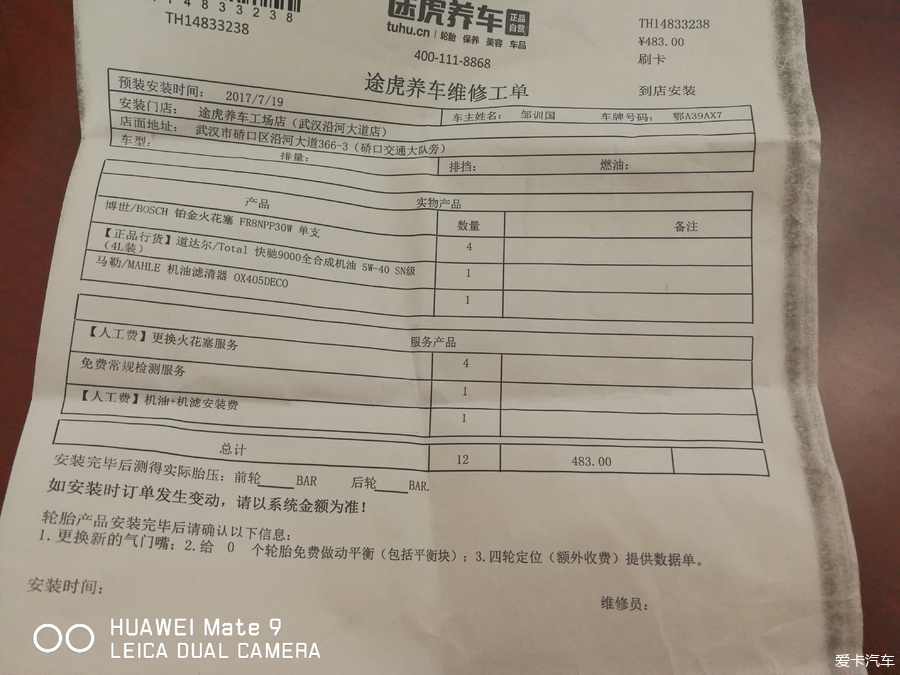 14833238
TH14833238
途虎养车 正品自营
tuhu.cn 轮胎 保养 美容 车品
400-111-8868
TH14833238
¥483.00
刷卡
途虎养车维修工单
到店安装
预装安装时间: 2017/7/19
安装门店: 途虎养车工场店（武汉沿河大道店） 车主姓名: 邹训国 车牌号码: 鄂A39AX7
店面地址: 武汉市硚口区沿河大道366-3（硚口交通大队旁）
车型: 排量: 排挡: 燃油:
实物产品
产品 数量 备注
博世/BOSCH 铂金火花塞 FR8NPP30W 单支 4
【正品行货】道达尔/Total 快驰9000全合成机油 5W-40 SN级（4L装） 1
马勒/MAHLE 机油滤清器 OX405DECO 1
服务产品
【人工费】更换火花塞服务 4
免费常规检测服务 1
【人工费】机油+机滤安装费 1
总计 12 483.00
安装完毕后测得实际胎压: 前轮____BAR 后轮____BAR.
如安装时订单发生变动, 请以系统金额为准!
轮胎产品安装完毕后请确认以下信息:
1.更换新的气门嘴; 2.给 0 个轮胎免费做动平衡（包括平衡块）; 3.四轮定位（额外收费）提供数据单。
安装时间:
维修员:
HUAWEI Mate 9
LEICA DUAL CAMERA
爱卡汽车